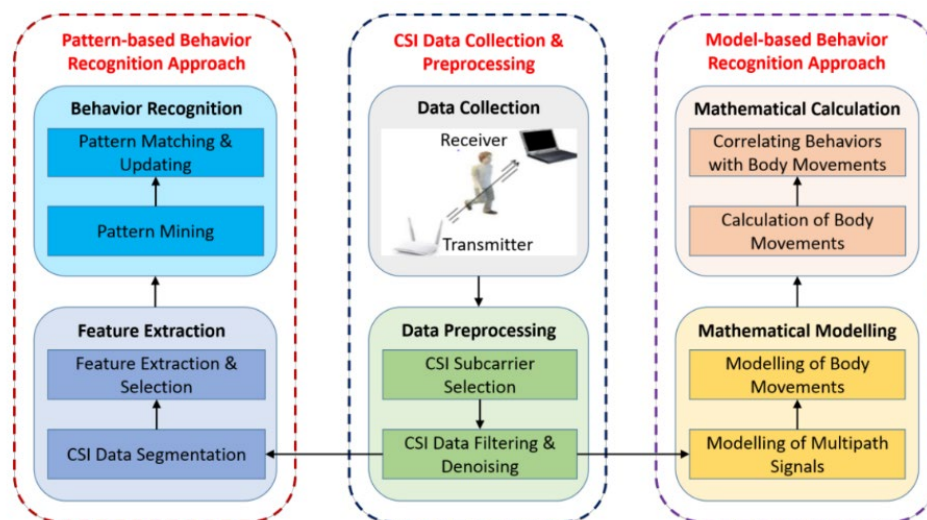 Pattern-based Behavior
Recognition Approach
Behavior Recognition
Pattern Matching &
Updating
Pattern Mining
Feature Extraction
Feature Extraction &
Selection
CSI Data Segmentation
CSI Data Collection &
Preprocessing
Data Collection
Receiver
Transmitter
Data Preprocessing
CSI Subcarrier
Selection
CSI Data Filtering &
Denoising
Model-based Behavior
Recognition Approach
Mathematical Calculation
Correlating Behaviors
with Body Movements
Calculation of Body
Movements
Mathematical Modelling
Modelling of Body
Movements
Modelling of Multipath
Signals